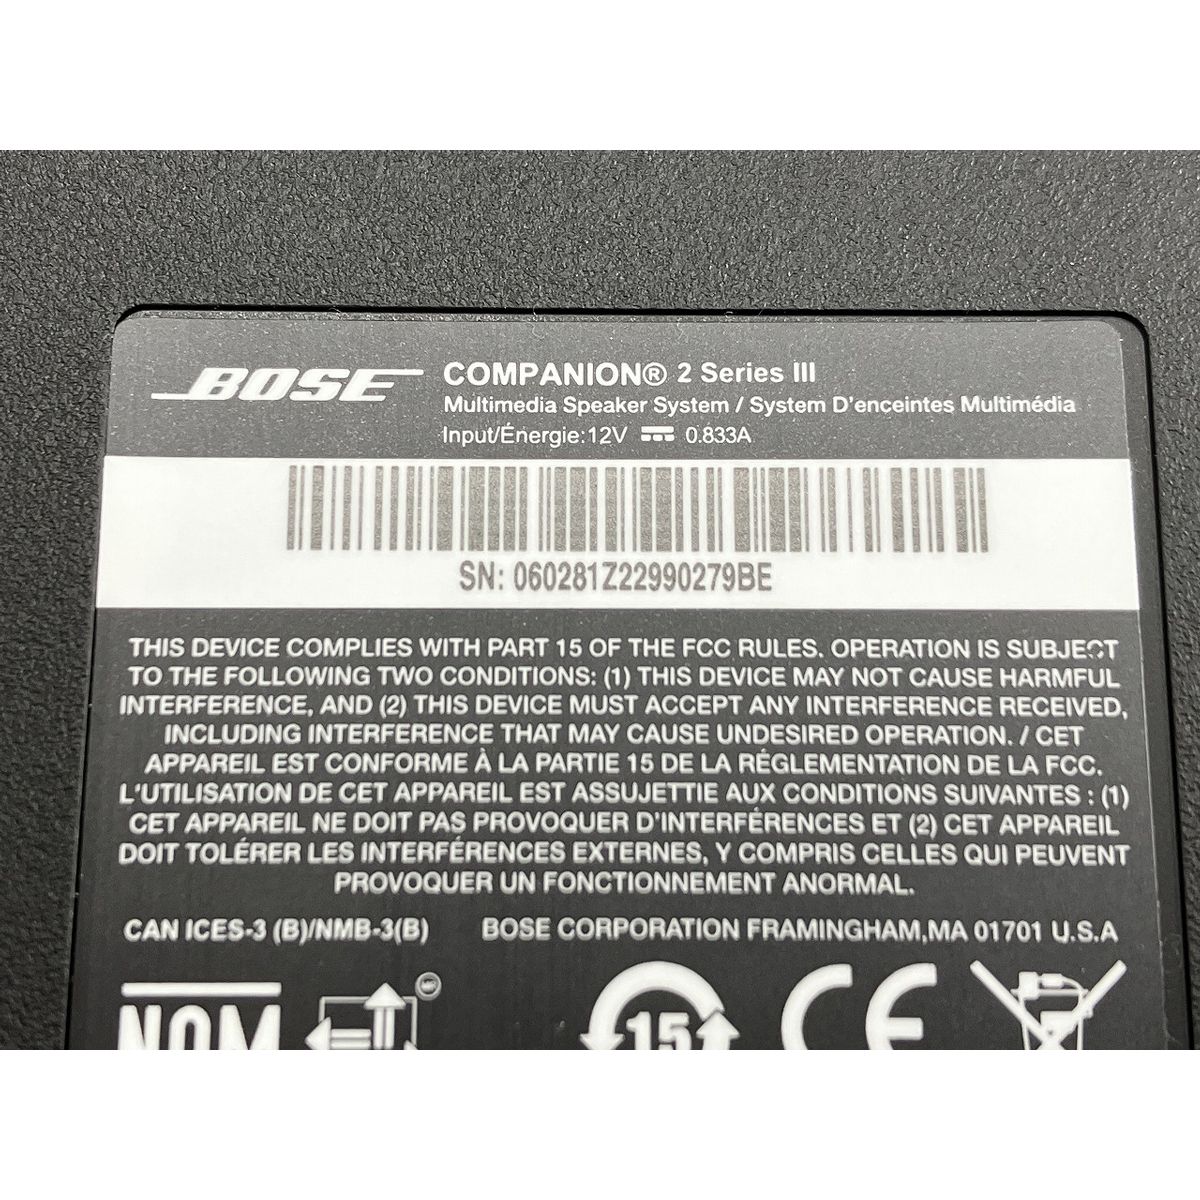 BOSE
COMPANION® 2 Series III
Multimedia Speaker System / System D'enceintes Multimédia
Input/Énergie:12V ⎓ 0.833A
SN: 060281Z22990279BE
THIS DEVICE COMPLIES WITH PART 15 OF THE FCC RULES. OPERATION IS SUBJECT
TO THE FOLLOWING TWO CONDITIONS: (1) THIS DEVICE MAY NOT CAUSE HARMFUL
INTERFERENCE, AND (2) THIS DEVICE MUST ACCEPT ANY INTERFERENCE RECEIVED,
INCLUDING INTERFERENCE THAT MAY CAUSE UNDESIRED OPERATION. / CET
APPAREIL EST CONFORME À LA PARTIE 15 DE LA RÉGLEMENTATION DE LA FCC.
L'UTILISATION DE CET APPAREIL EST ASSUJETTIE AUX CONDITIONS SUIVANTES : (1)
CET APPAREIL NE DOIT PAS PROVOQUER D'INTERFÉRENCES ET (2) CET APPAREIL
DOIT TOLÉRER LES INTERFÉRENCES EXTERNES, Y COMPRIS CELLES QUI PEUVENT
PROVOQUER UN FONCTIONNEMENT ANORMAL.
CAN ICES-3 (B)/NMB-3(B) BOSE CORPORATION FRAMINGHAM,MA 01701 U.S.A
NOM 15 CE